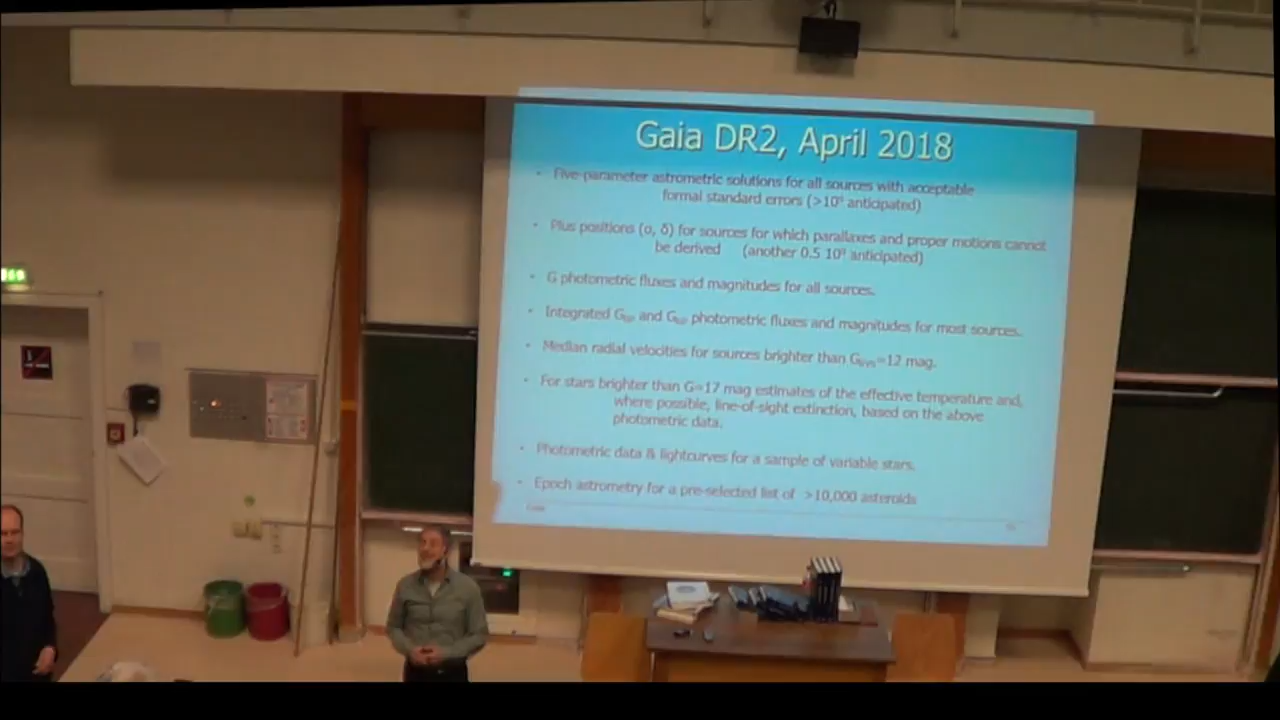 Gaia DR2, April 2018
• Five-parameter astrometric solutions for all sources with acceptable
formal standard errors (>10⁹ anticipated)
• Plus positions (α, δ) for sources for which parallaxes and proper motions cannot
be derived (another 0.5 10⁹ anticipated)
• G photometric fluxes and magnitudes for all sources.
• Integrated and photometric fluxes and magnitudes for most sources.
• Median radial velocities for sources brighter than =12 mag.
• For stars brighter than G=17 mag estimates of the effective temperature and,
where possible, line-of-sight extinction, based on the above
photometric data.
• Photometric data & lightcurves for a sample of variable stars.
• Epoch astrometry for a pre-selected list of >10,000 asteroids